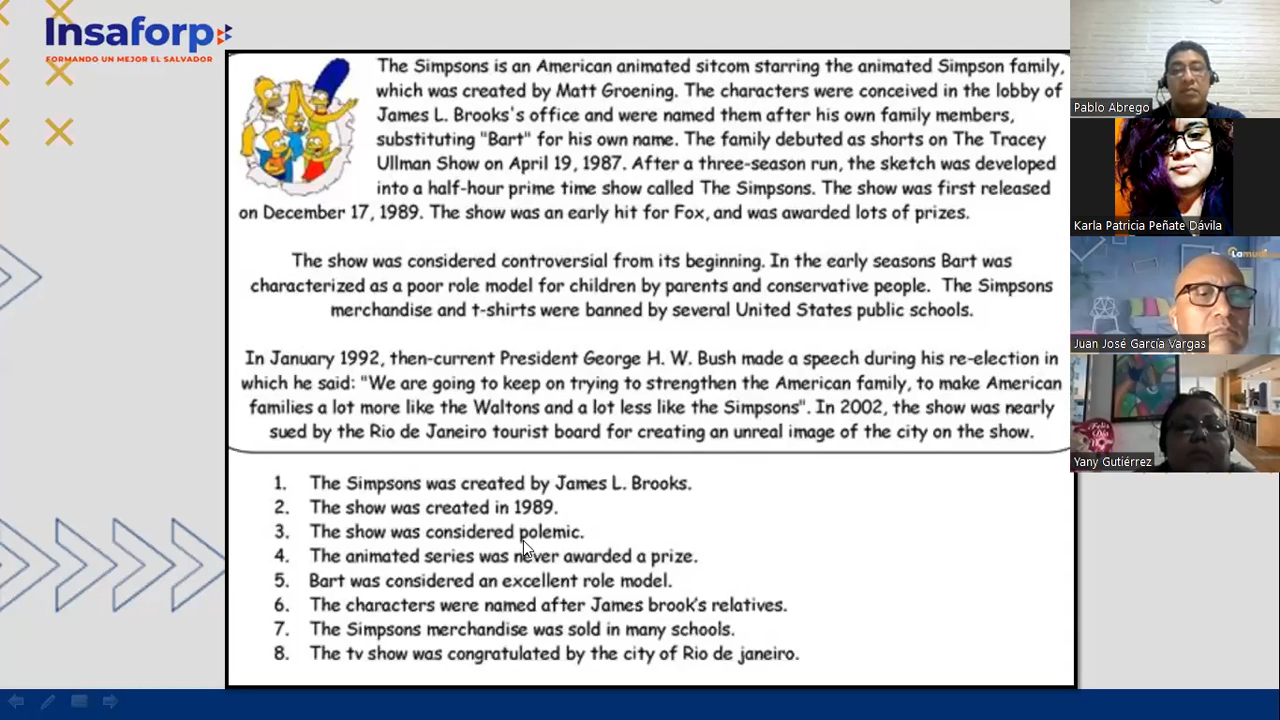 Insaforp
FORMANDO UN MEJOR EL SALVADOR
The Simpsons is an American animated sitcom starring the animated Simpson family,
which was created by Matt Groening. The characters were conceived in the lobby of
James L. Brooks's office and were named them after his own family members,
substituting "Bart" for his own name. The family debuted as shorts on The Tracey
Ullman Show on April 19, 1987. After a three-season run, the sketch was developed
into a half-hour prime time show called The Simpsons. The show was first released
on December 17, 1989. The show was an early hit for Fox, and was awarded lots of prizes.
The show was considered controversial from its beginning. In the early seasons Bart was
characterized as a poor role model for children by parents and conservative people. The Simpsons
merchandise and t-shirts were banned by several United States public schools.
In January 1992, then-current President George H. W. Bush made a speech during his re-election in
which he said: "We are going to keep on trying to strengthen the American family, to make American
families a lot more like the Waltons and a lot less like the Simpsons". In 2002, the show was nearly
sued by the Rio de Janeiro tourist board for creating an unreal image of the city on the show.
1. The Simpsons was created by James L. Brooks.
2. The show was created in 1989.
3. The show was considered polemic.
4. The animated series was never awarded a prize.
5. Bart was considered an excellent role model.
6. The characters were named after James brook's relatives.
7. The Simpsons merchandise was sold in many schools.
8. The tv show was congratulated by the city of Rio de janeiro.
Pablo Abrego
Karla Patricia Peñate Dávila
Juan José García Vargas
Yany Gutiérrez